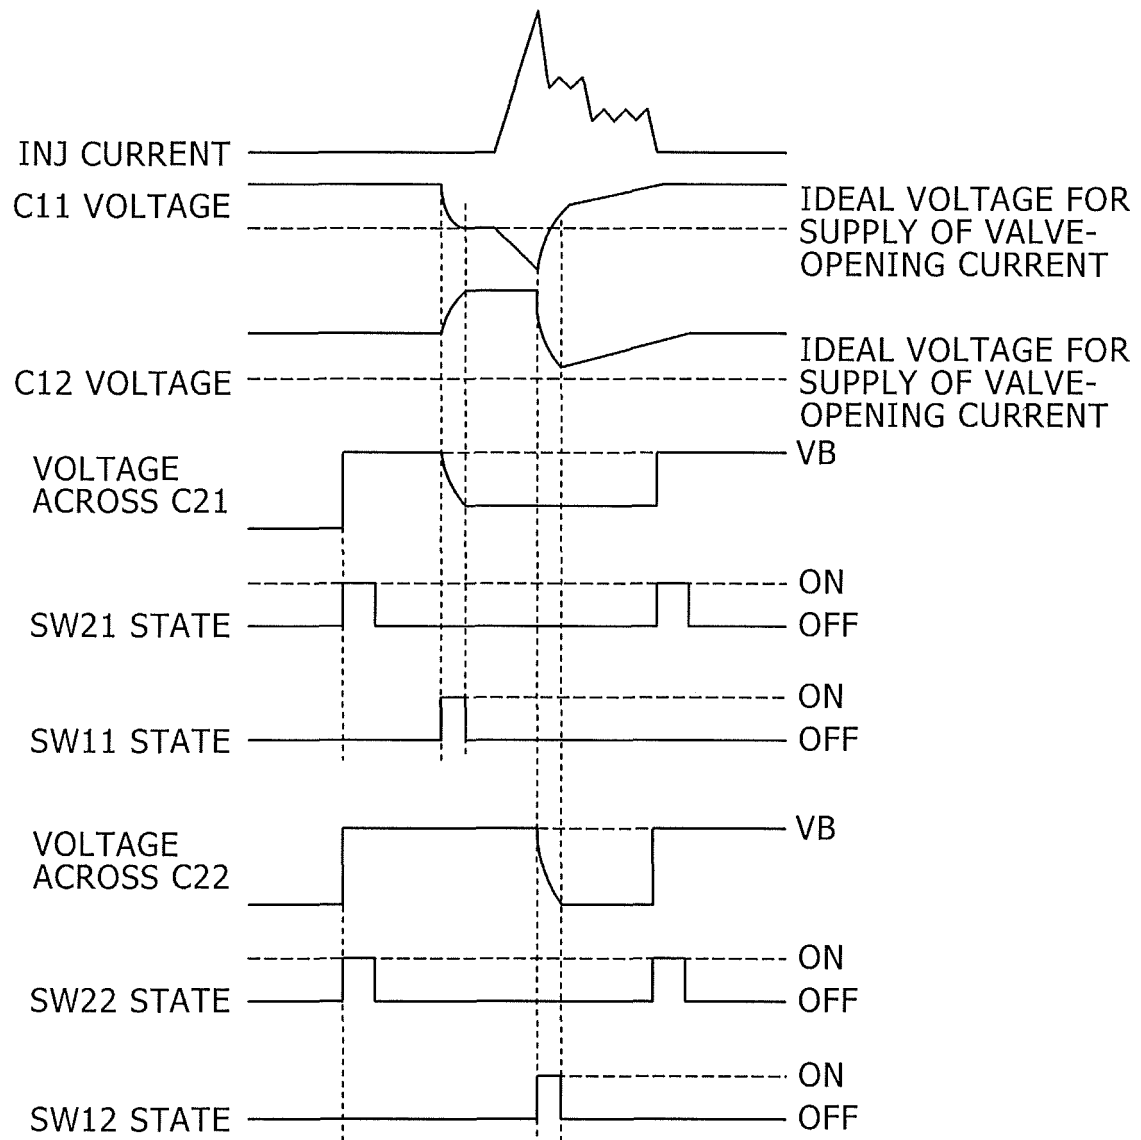 INJ CURRENT
C11 VOLTAGE
IDEAL VOLTAGE FOR
SUPPLY OF VALVE-
OPENING CURRENT
C12 VOLTAGE
IDEAL VOLTAGE FOR
SUPPLY OF VALVE-
OPENING CURRENT
VOLTAGE
ACROSS C21
VB
SW21 STATE
ON
OFF
SW11 STATE
ON
OFF
VOLTAGE
ACROSS C22
VB
SW22 STATE
ON
OFF
SW12 STATE
ON
OFF